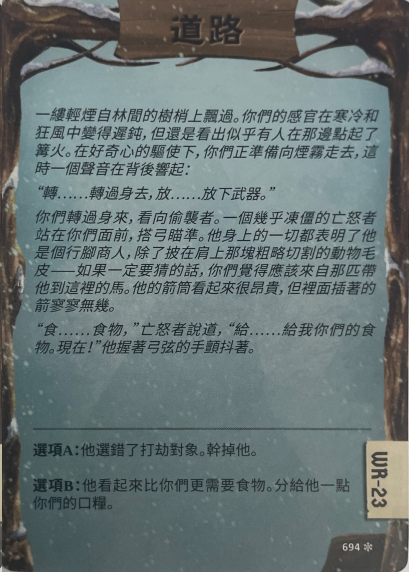 道路
一縷輕煙自林間的樹梢上飄過。你們的感官在寒冷和
狂風中變得遲鈍，但還是看出似乎有人在那邊點起了
篝火。在好奇心的驅使下，你們正準備向煙霧走去，這
時一個聲音在背後響起：
“轉……轉過身去，放……放下武器。”
你們轉過身來，看向偷襲者。一個幾乎凍僵的亡怒者
站在你們面前，搭弓瞄準。他身上的一切都表明了他
是個行腳商人，除了披在肩上那塊粗略切割的動物毛
皮——如果一定要猜的話，你們覺得應該來自那匹帶
他到這裡的馬。他的箭筒看起來很昂貴，但裡面插著的
箭寥寥無幾。
“食……食物，”亡怒者說道，“給……給我你們的食
物。現在！”他握著弓弦的手顫抖著。
選項A：他選錯了打劫對象。幹掉他。
選項B：他看起來比你們更需要食物。分給他一點
你們的口糧。
WR-23
694